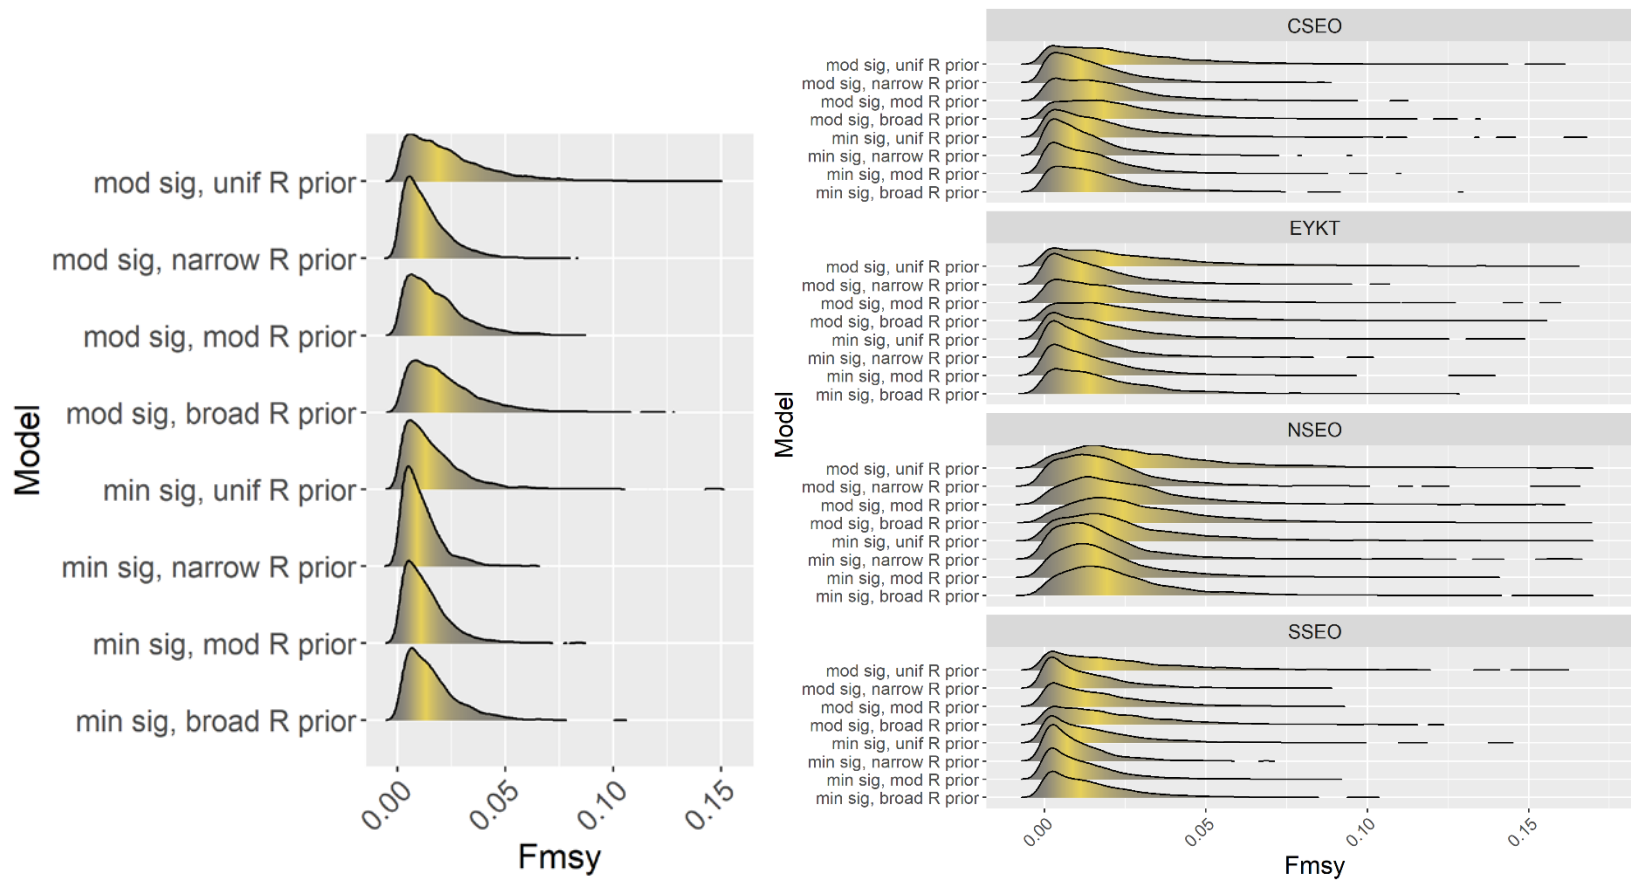 Model
mod sig, unif R prior
mod sig, narrow R prior
mod sig, mod R prior
mod sig, broad R prior
min sig, unif R prior
min sig, narrow R prior
min sig, mod R prior
min sig, broad R prior
0.00 0.05 0.10 0.15
Fmsy
Model
CSEO
mod sig, unif R prior
mod sig, narrow R prior
mod sig, mod R prior
mod sig, broad R prior
min sig, unif R prior
min sig, narrow R prior
min sig, mod R prior
min sig, broad R prior
EYKT
mod sig, unif R prior
mod sig, narrow R prior
mod sig, mod R prior
mod sig, broad R prior
min sig, unif R prior
min sig, narrow R prior
min sig, mod R prior
min sig, broad R prior
NSEO
mod sig, unif R prior
mod sig, narrow R prior
mod sig, mod R prior
mod sig, broad R prior
min sig, unif R prior
min sig, narrow R prior
min sig, mod R prior
min sig, broad R prior
SSEO
mod sig, unif R prior
mod sig, narrow R prior
mod sig, mod R prior
mod sig, broad R prior
min sig, unif R prior
min sig, narrow R prior
min sig, mod R prior
min sig, broad R prior
0.00 0.05 0.10 0.15
Fmsy